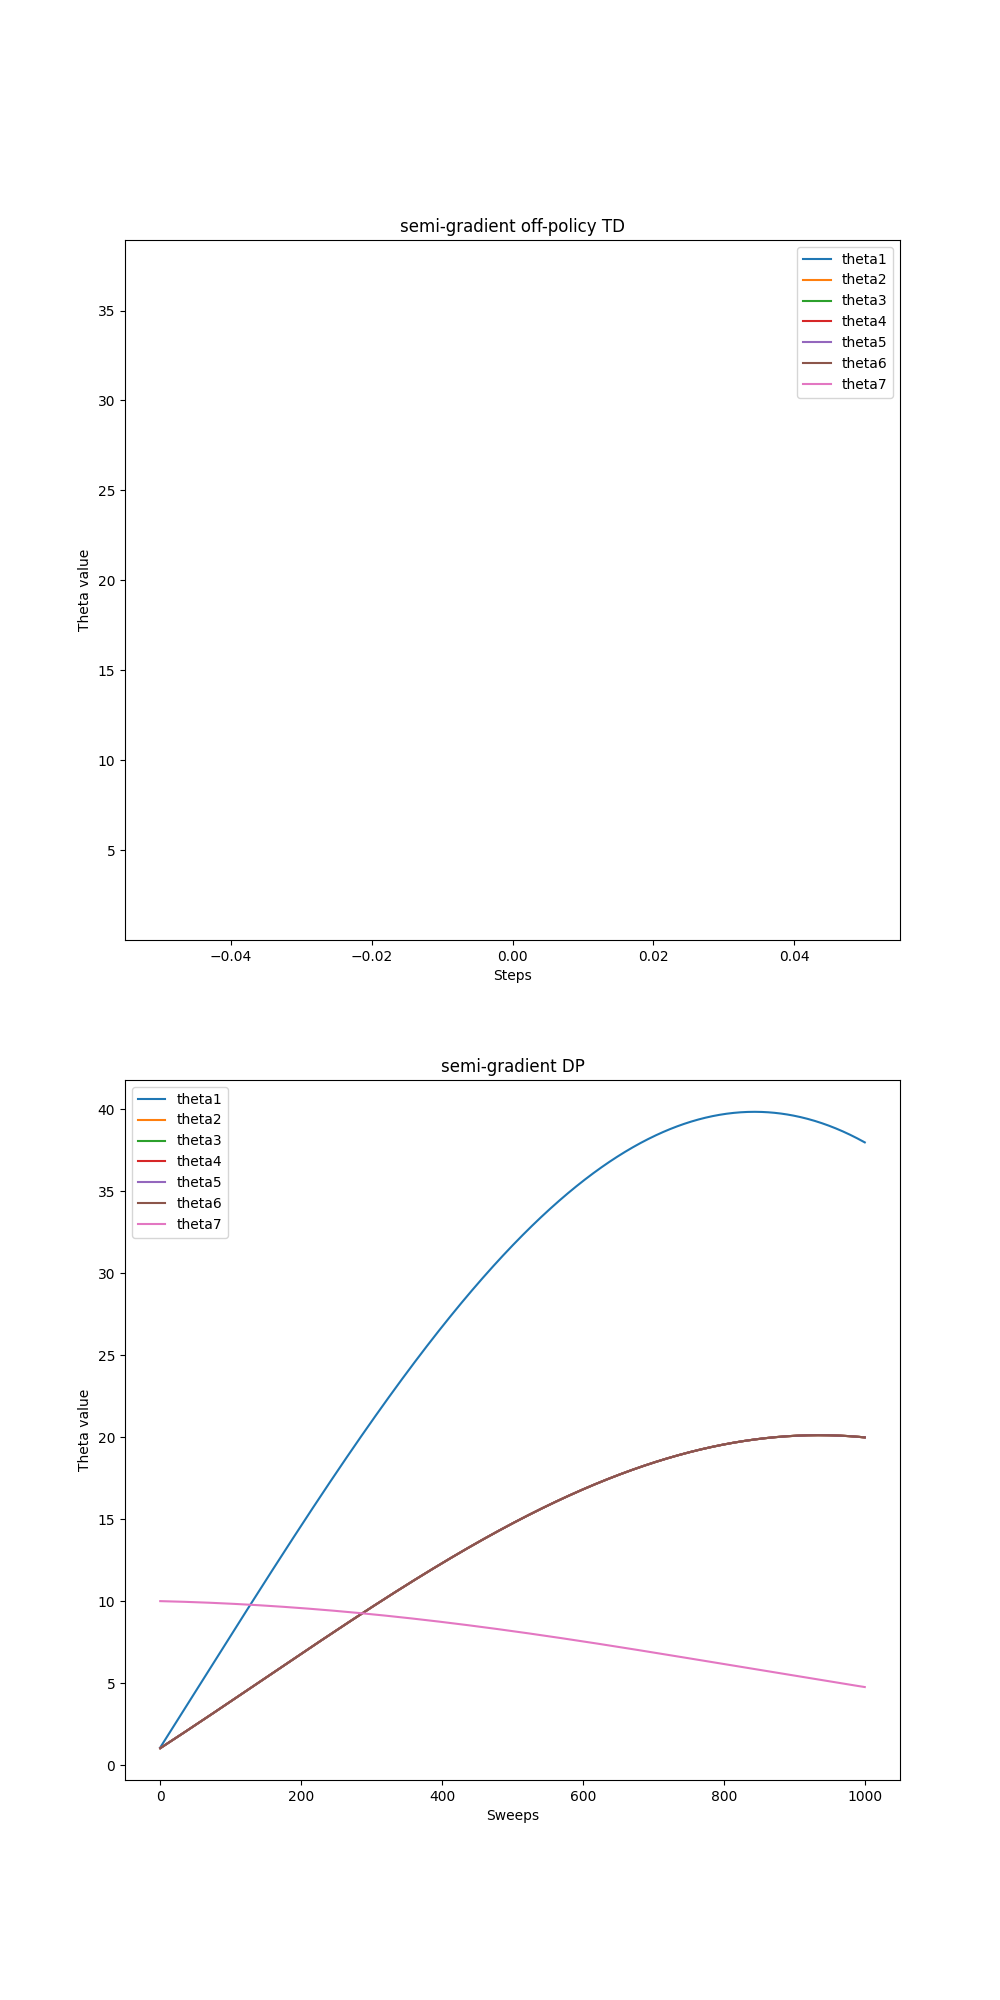 semi-gradient off-policy TD
theta1
theta2
theta3
theta4
theta5
theta6
theta7
35
30
25
20
15
10
5
Theta value
−0.04 −0.02 0.00 0.02 0.04
Steps
semi-gradient DP
theta1
theta2
theta3
theta4
theta5
theta6
theta7
40
35
30
25
20
15
10
5
0
Theta value
0 200 400 600 800 1000
Sweeps